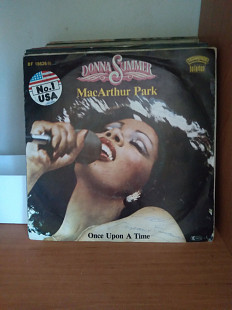 DONNA SUMMER
MacArthur Park
No.1
USA
Once Upon A Time